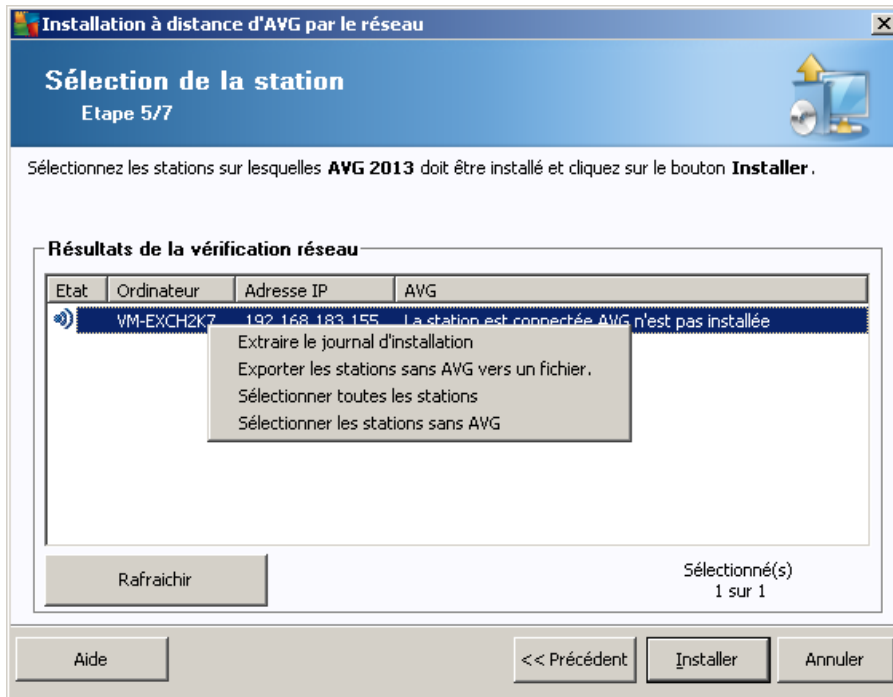 Installation à distance d'AVG par le réseau
Sélection de la station
Etape 5/7
Sélectionnez les stations sur lesquelles AVG 2013 doit être installé et cliquez sur le bouton Installer.
Résultats de la vérification réseau
Etat Ordinateur Adresse IP AVG
VM-EXCH2K7 192.168.183.155 La station est connectée AVG n'est pas installée
Extraire le journal d'installation
Exporter les stations sans AVG vers un fichier.
Sélectionner toutes les stations
Sélectionner les stations sans AVG
Rafraichir
Sélectionné(s)
1 sur 1
Aide << Précédent Installer Annuler